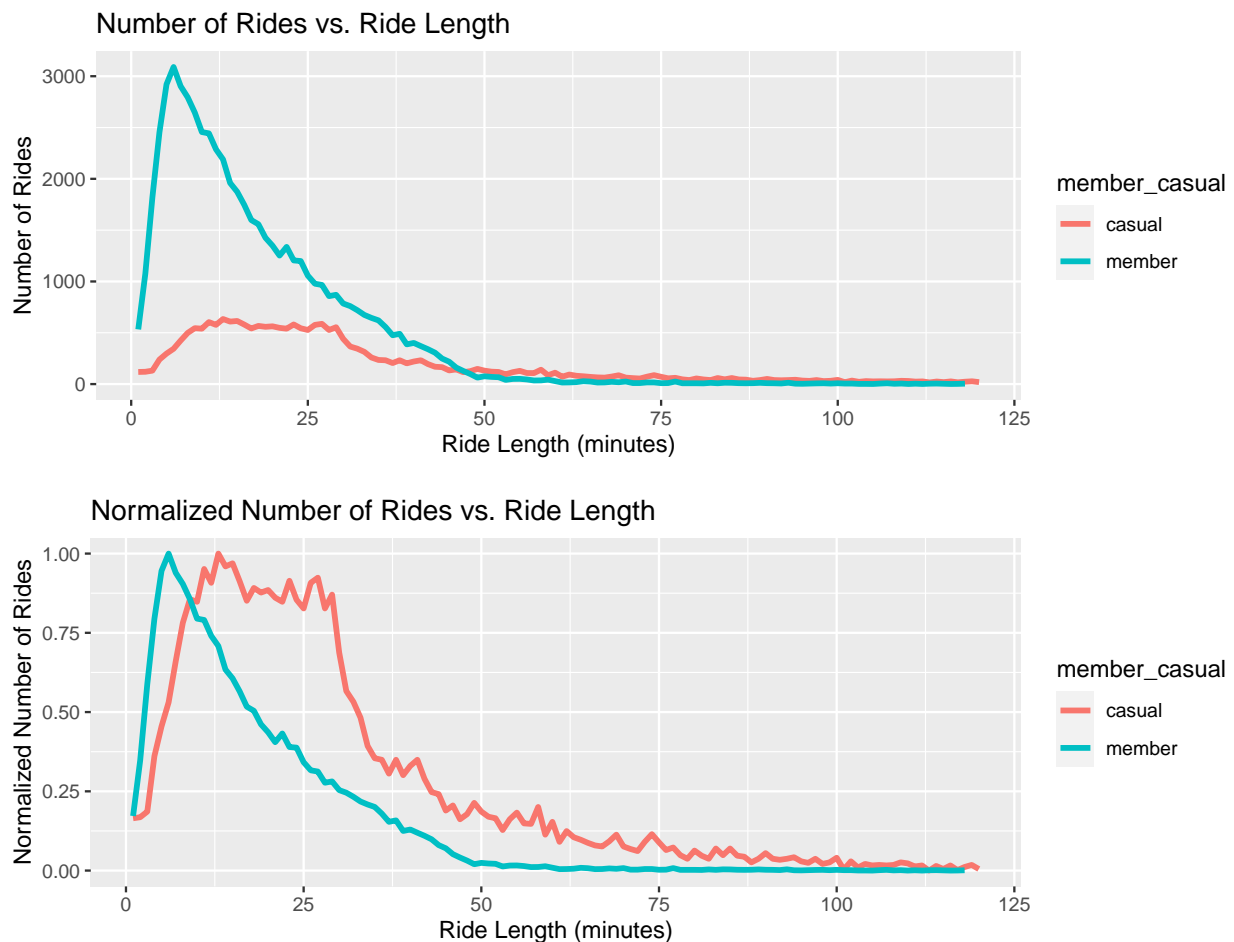 Number of Rides vs. Ride Length
3000
2000
1000
0
Number of Rides
0 25 50 75 100 125
Ride Length (minutes)
member_casual
casual
member
Normalized Number of Rides vs. Ride Length
1.00
0.75
0.50
0.25
0.00
Normalized Number of Rides
0 25 50 75 100 125
Ride Length (minutes)
member_casual
casual
member